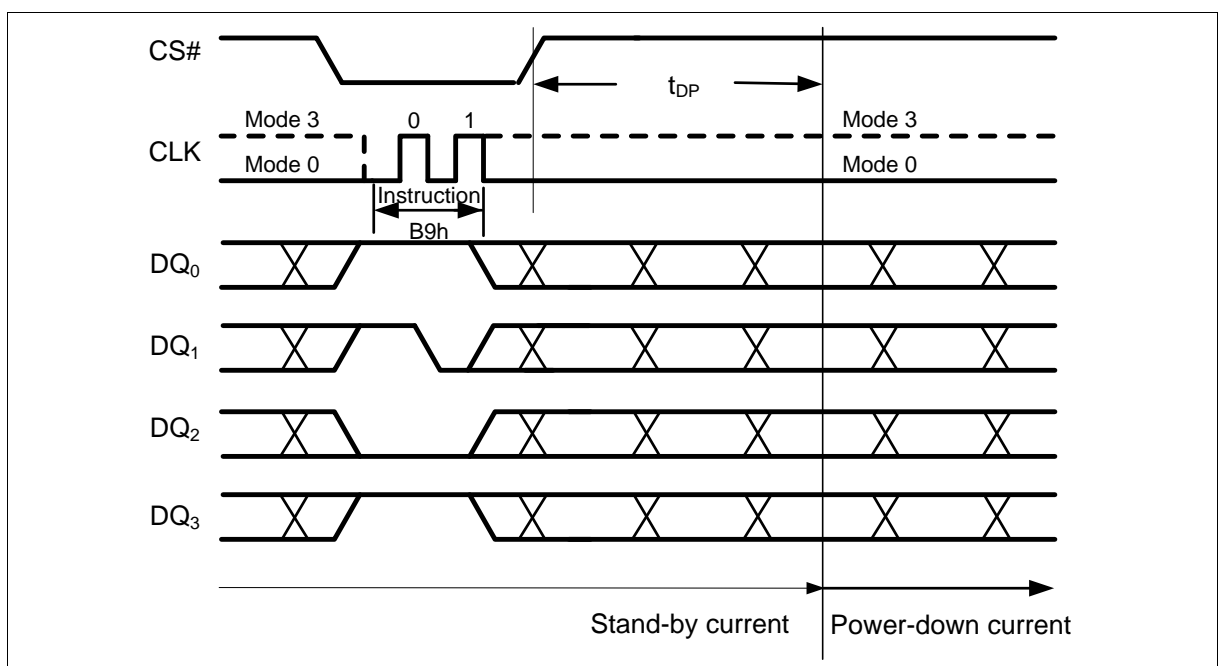 CS#
tDP
CLK
Mode 3
0
1
Mode 3
Mode 0
Mode 0
Instruction
B9h
DQ0
DQ1
DQ2
DQ3
Stand-by current
Power-down current